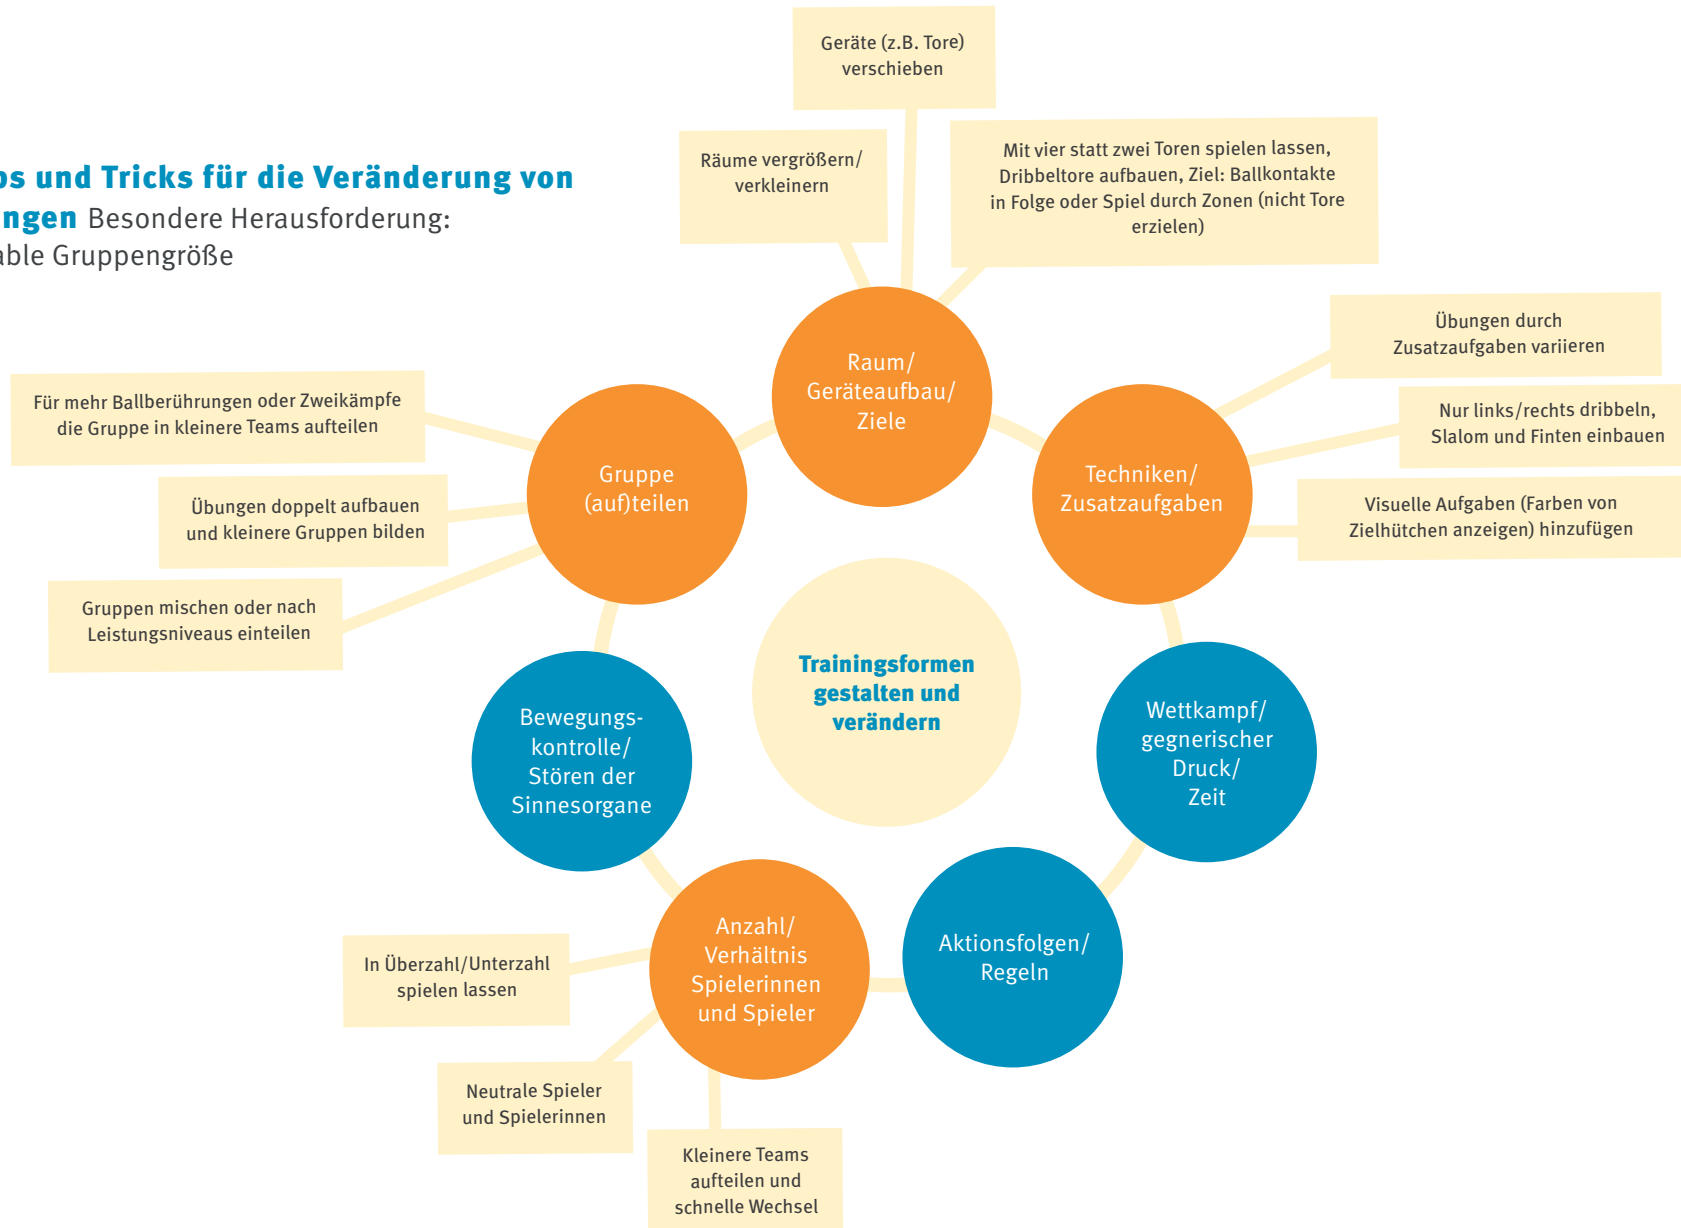 und Tricks für die Veränderung von
Besondere Herausforderung:
Gruppengröße
Geräte (z.B. Tore)
verschieben
Räume vergrößern/
verkleinern
Mit vier statt zwei Toren spielen lassen,
Dribbeltore aufbauen, Ziel: Ballkontakte
in Folge oder Spiel durch Zonen (nicht Tore
erzielen)
Raum/
Geräteaufbau/
Ziele
Übungen durch
Zusatzaufgaben variieren
Nur links/rechts dribbeln,
Slalom und Finten einbauen
Visuelle Aufgaben (Farben von
Zielhütchen anzeigen) hinzufügen
Techniken/
Zusatzaufgaben
Für mehr Ballberührungen oder Zweikämpfe
die Gruppe in kleinere Teams aufteilen
Übungen doppelt aufbauen
und kleinere Gruppen bilden
Gruppen mischen oder nach
Leistungsniveaus einteilen
Gruppe
(auf)teilen
Trainingsformen
gestalten und
verändern
Bewegungs-
kontrolle/
Stören der
Sinnesorgane
Wettkampf/
gegnerischer
Druck/
Zeit
Anzahl/
Verhältnis
Spielerinnen
und Spieler
Aktionsfolgen/
Regeln
In Überzahl/Unterzahl
spielen lassen
Neutrale Spieler
und Spielerinnen
Kleinere Teams
aufteilen und
schnelle Wechsel